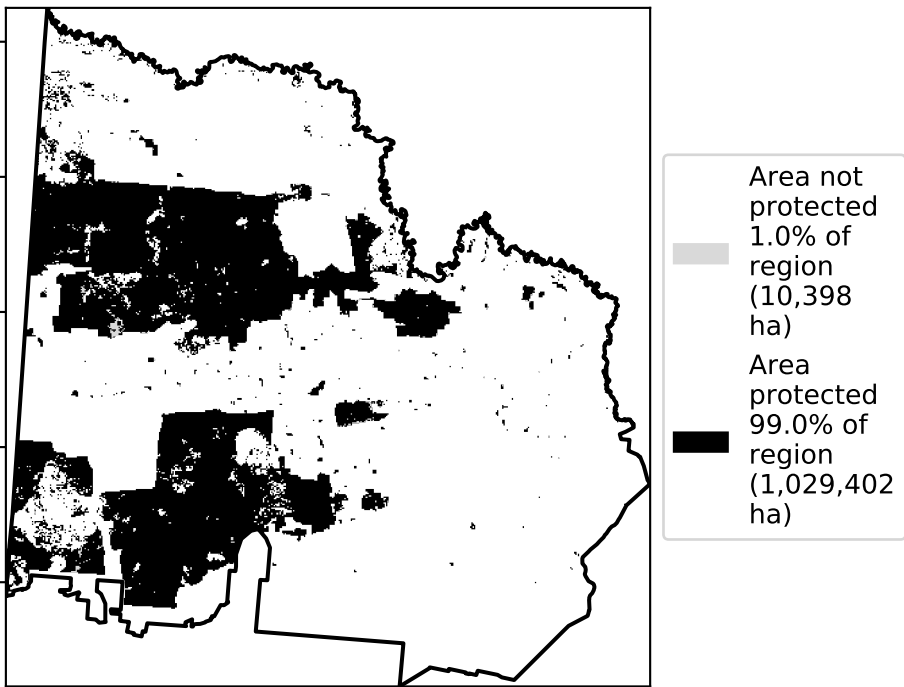 Area not
protected
1.0% of
region
(10,398
ha)
Area
protected
99.0% of
region
(1,029,402
ha)